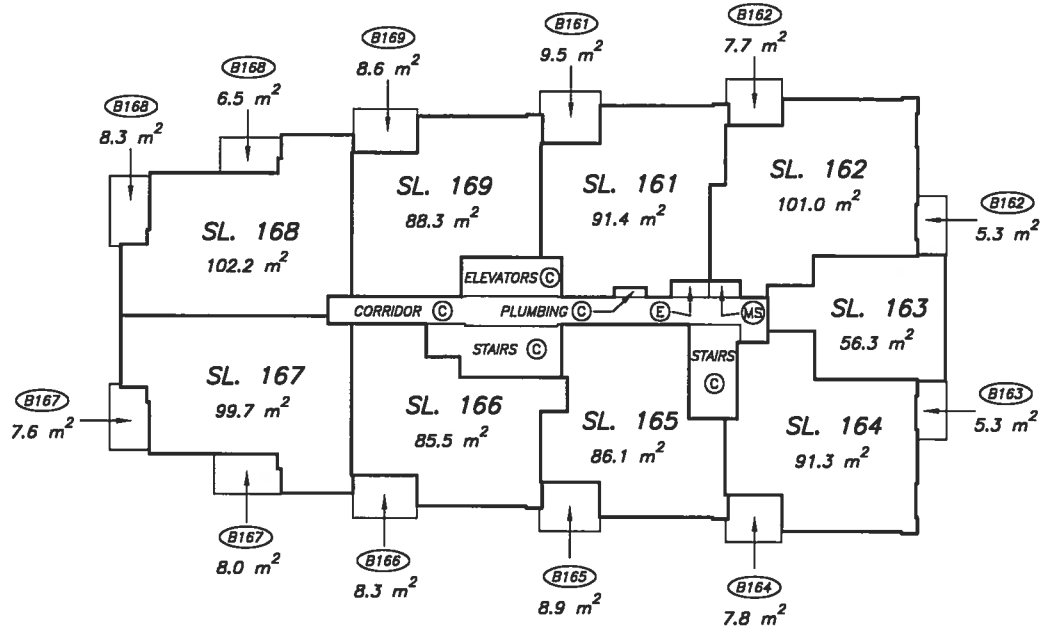 B162
7.7 m²
B161
9.5 m²
B169
8.6 m²
B168
6.5 m²
B168
8.3 m²
SL. 162
101.0 m²
SL. 169
88.3 m²
SL. 161
91.4 m²
B162
5.3 m²
SL. 168
102.2 m²
ELEVATORS C
CORRIDOR C
PLUMBING C
E
MS
SL. 163
56.3 m²
STAIRS C
STAIRS
C
SL. 167
99.7 m²
B167
7.6 m²
SL. 166
85.5 m²
SL. 165
86.1 m²
SL. 164
91.3 m²
B163
5.3 m²
B167
8.0 m²
B166
8.3 m²
B165
8.9 m²
B164
7.8 m²